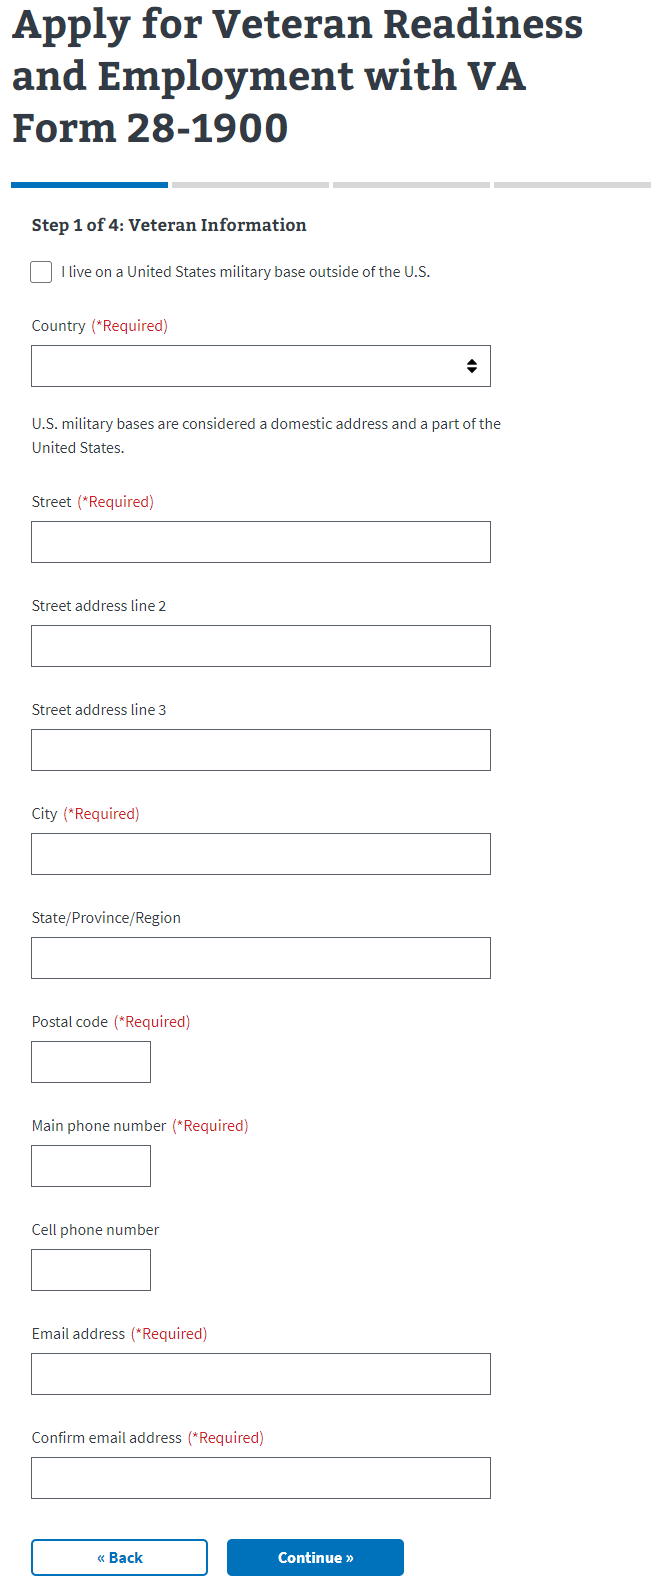 Apply for Veteran Readiness
and Employment with VA
Form 28-1900
Step 1 of 4: Veteran Information
I live on a United States military base outside of the U.S.
Country (*Required)
U.S. military bases are considered a domestic address and a part of the
United States.
Street (*Required)
Street address line 2
Street address line 3
City (*Required)
State/Province/Region
Postal code (*Required)
Main phone number (*Required)
Cell phone number
Email address (*Required)
Confirm email address (*Required)
« Back
Continue »